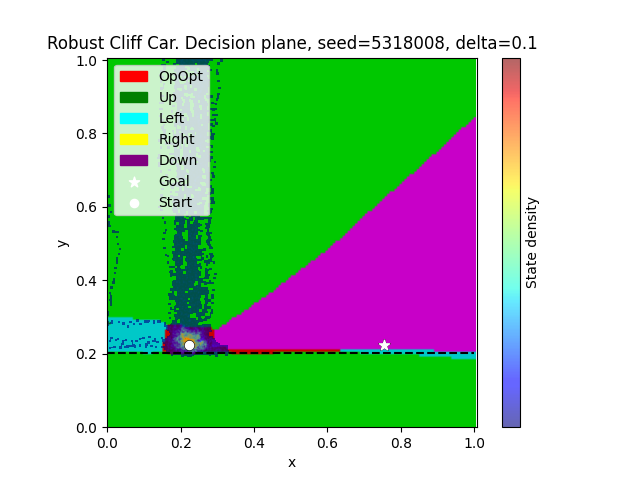 Robust Cliff Car. Decision plane, seed=5318008, delta=0.1
1.0
0.8
0.6
0.4
0.2
0.0
y
OpOpt
Up
Left
Right
Down
Goal
Start
0.0 0.2 0.4 0.6 0.8 1.0
x
State density